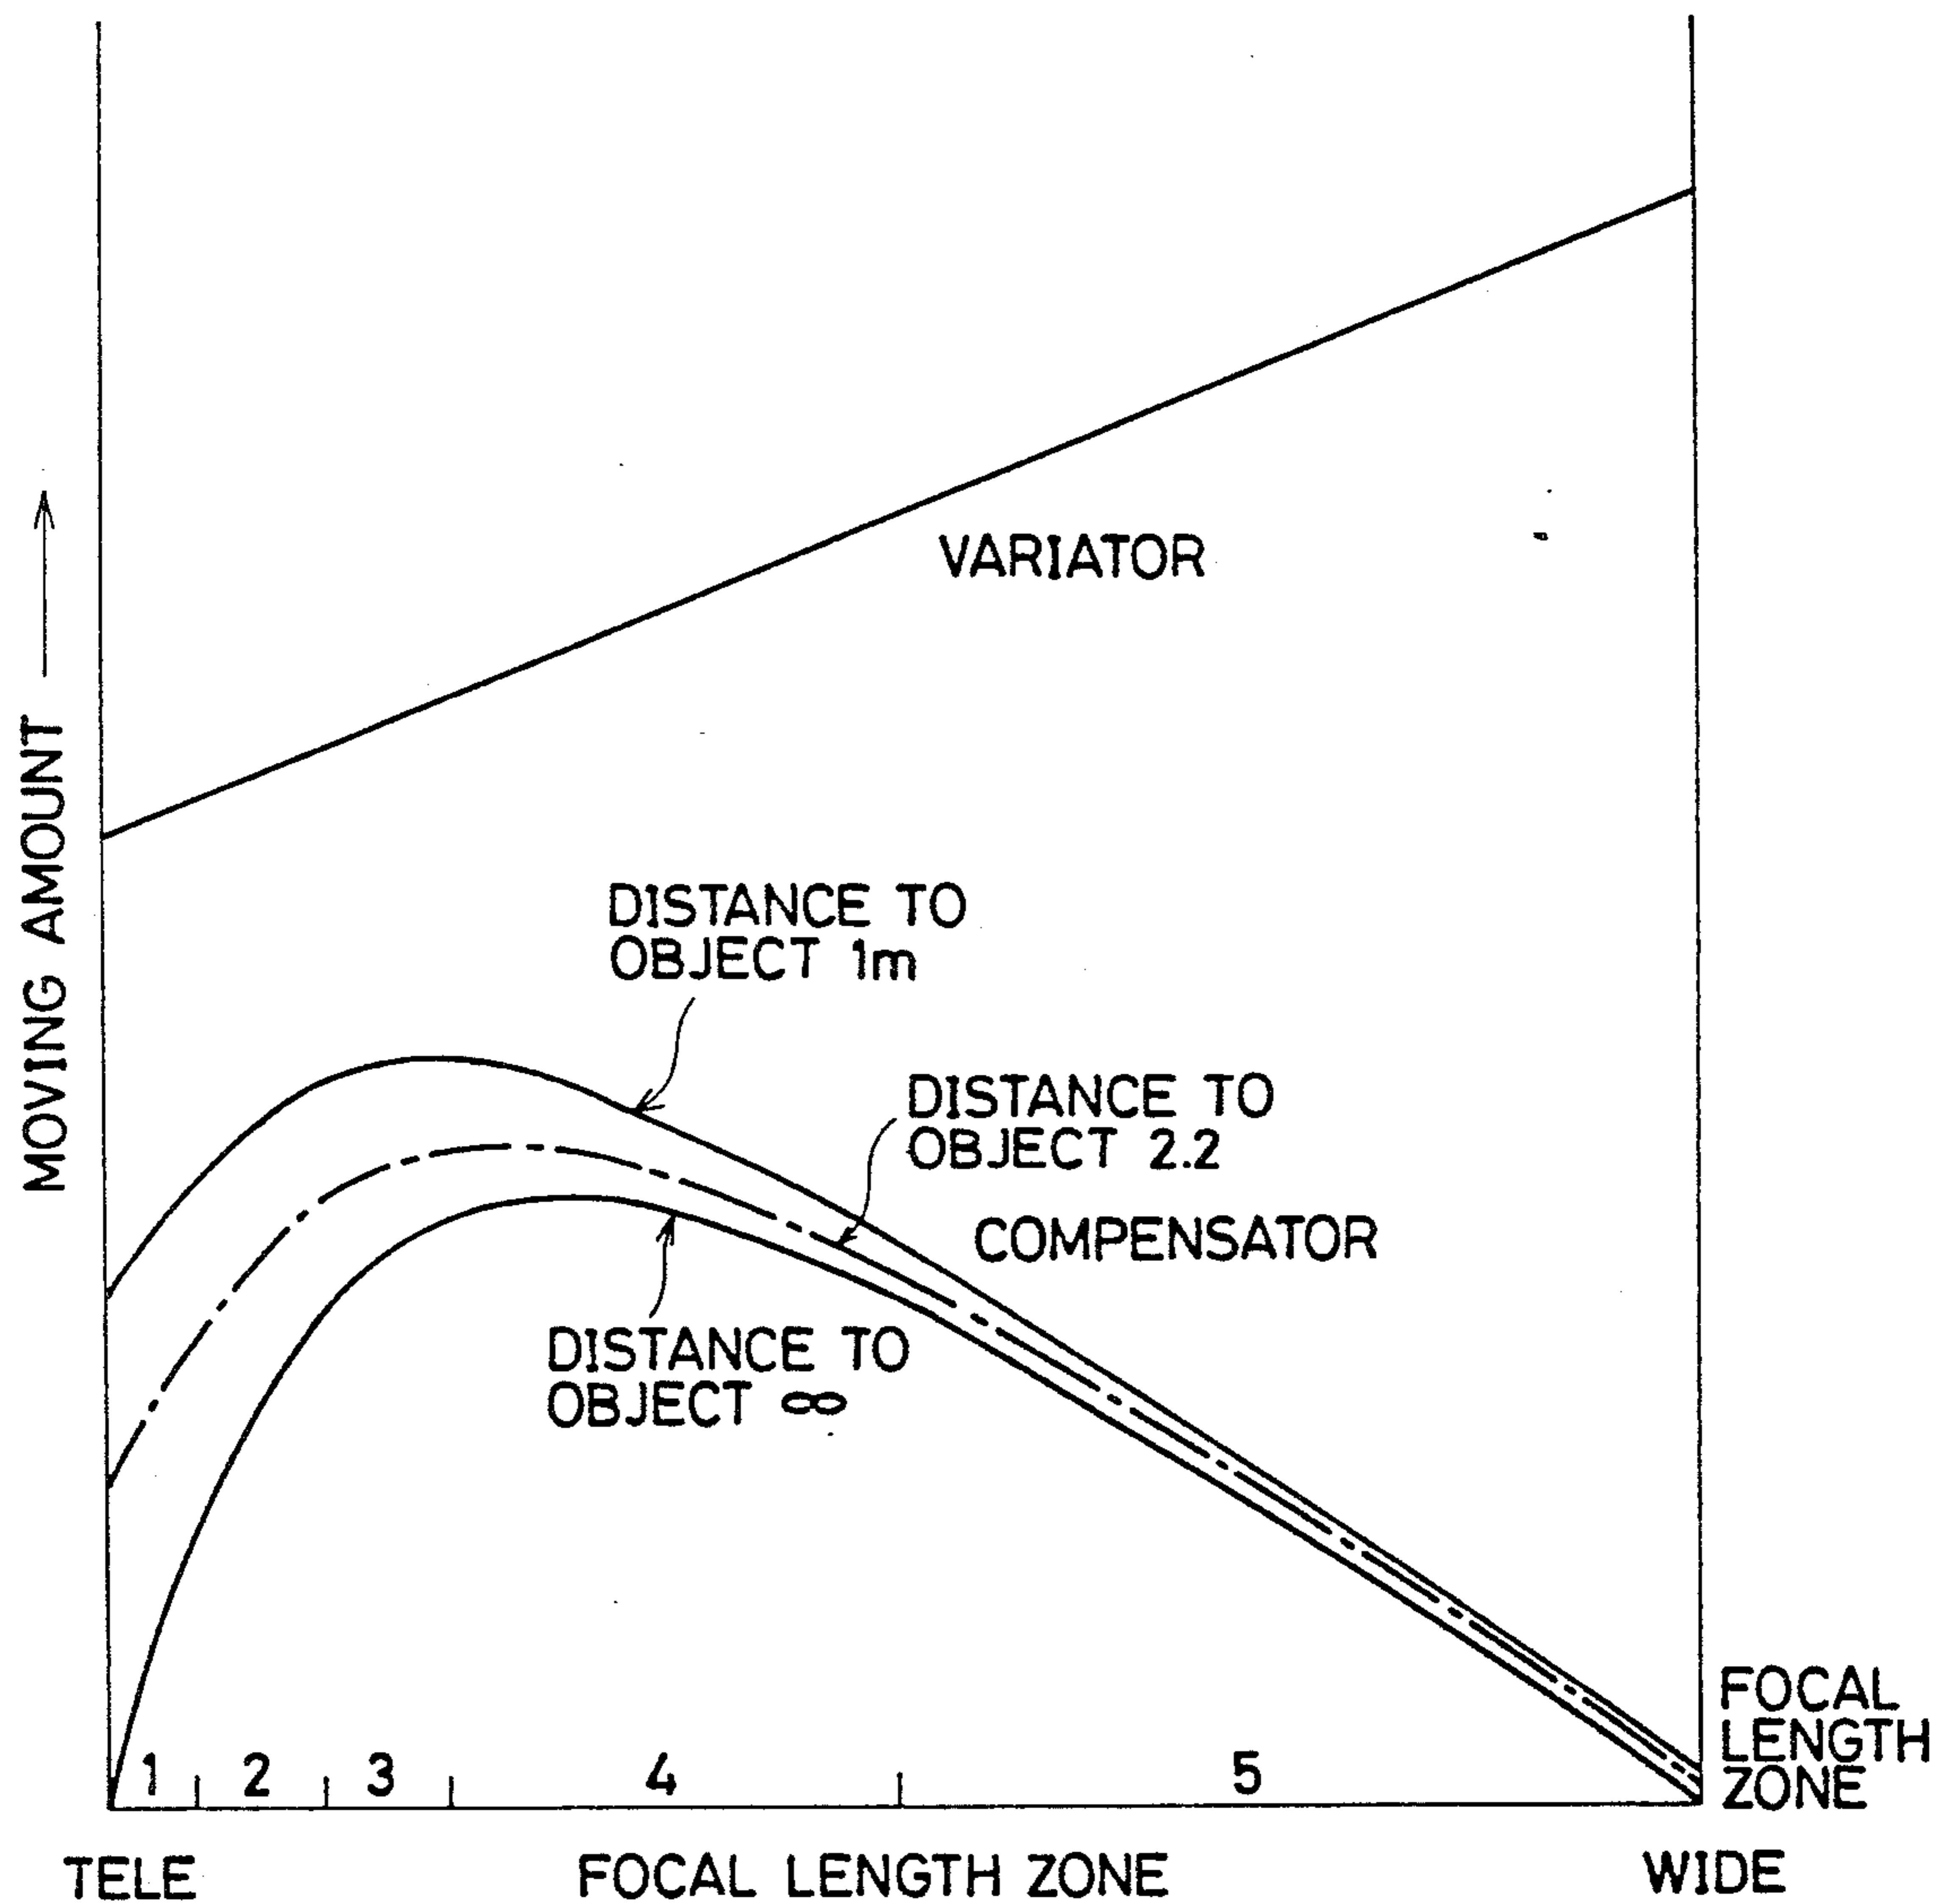 MOVING AMOUNT
VARIATOR
DISTANCE TO
OBJECT 1m
DISTANCE TO
OBJECT 2.2
COMPENSATOR
DISTANCE TO
OBJECT ∞
1 2 3 4 5
FOCAL
LENGTH
ZONE
TELE FOCAL LENGTH ZONE WIDE